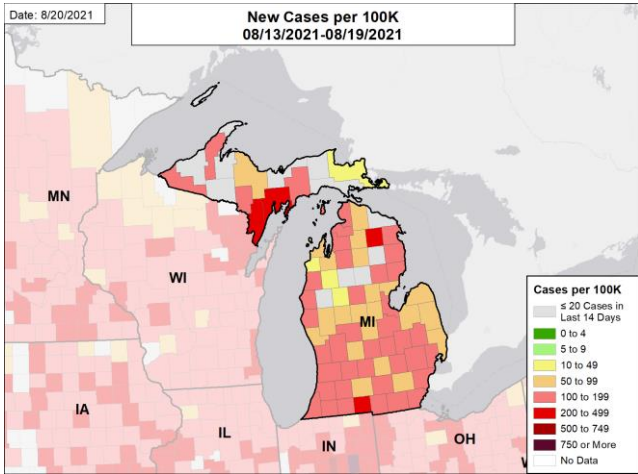 Date: 8/20/2021
New Cases per 100K
08/13/2021-08/19/2021
MN
WI
MI
IA
IL
IN
OH
Cases per 100K
≤ 20 Cases in
Last 14 Days
0 to 4
5 to 9
10 to 49
50 to 99
100 to 199
200 to 499
500 to 749
750 or More
No Data